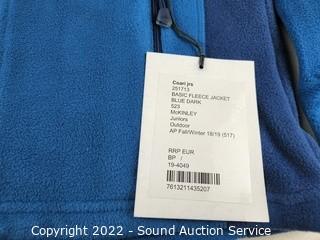 Coari jrs
251713
BASIC FLEECE JACKET
BLUE DARK
523
McKINLEY
Juniors
Outdoor
AP Fall/Winter 18/19 (517)
RRP EUR
BP /
19-4049
7613211435207
Copyright 2022 - Sound Auction Service